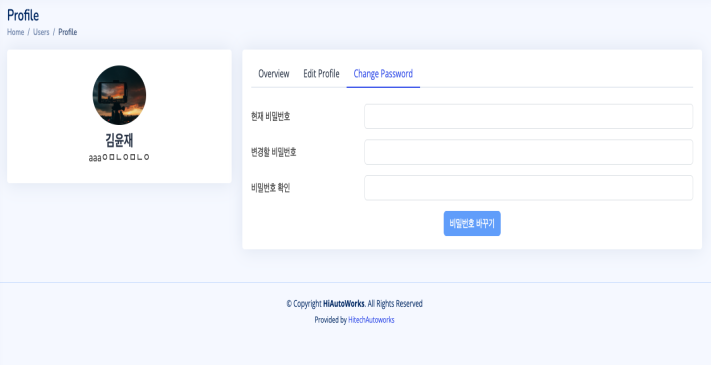 Profile
Home / Users / Profile
김윤재
aaaㅇㅁㄴㅇㅁㄴㅇ
Overview Edit Profile Change Password
현재 비밀번호
변경할 비밀번호
비밀번호 확인
비밀번호 바꾸기
© Copyright HiAutoWorks. All Rights Reserved
Provided by HitechAutoworks